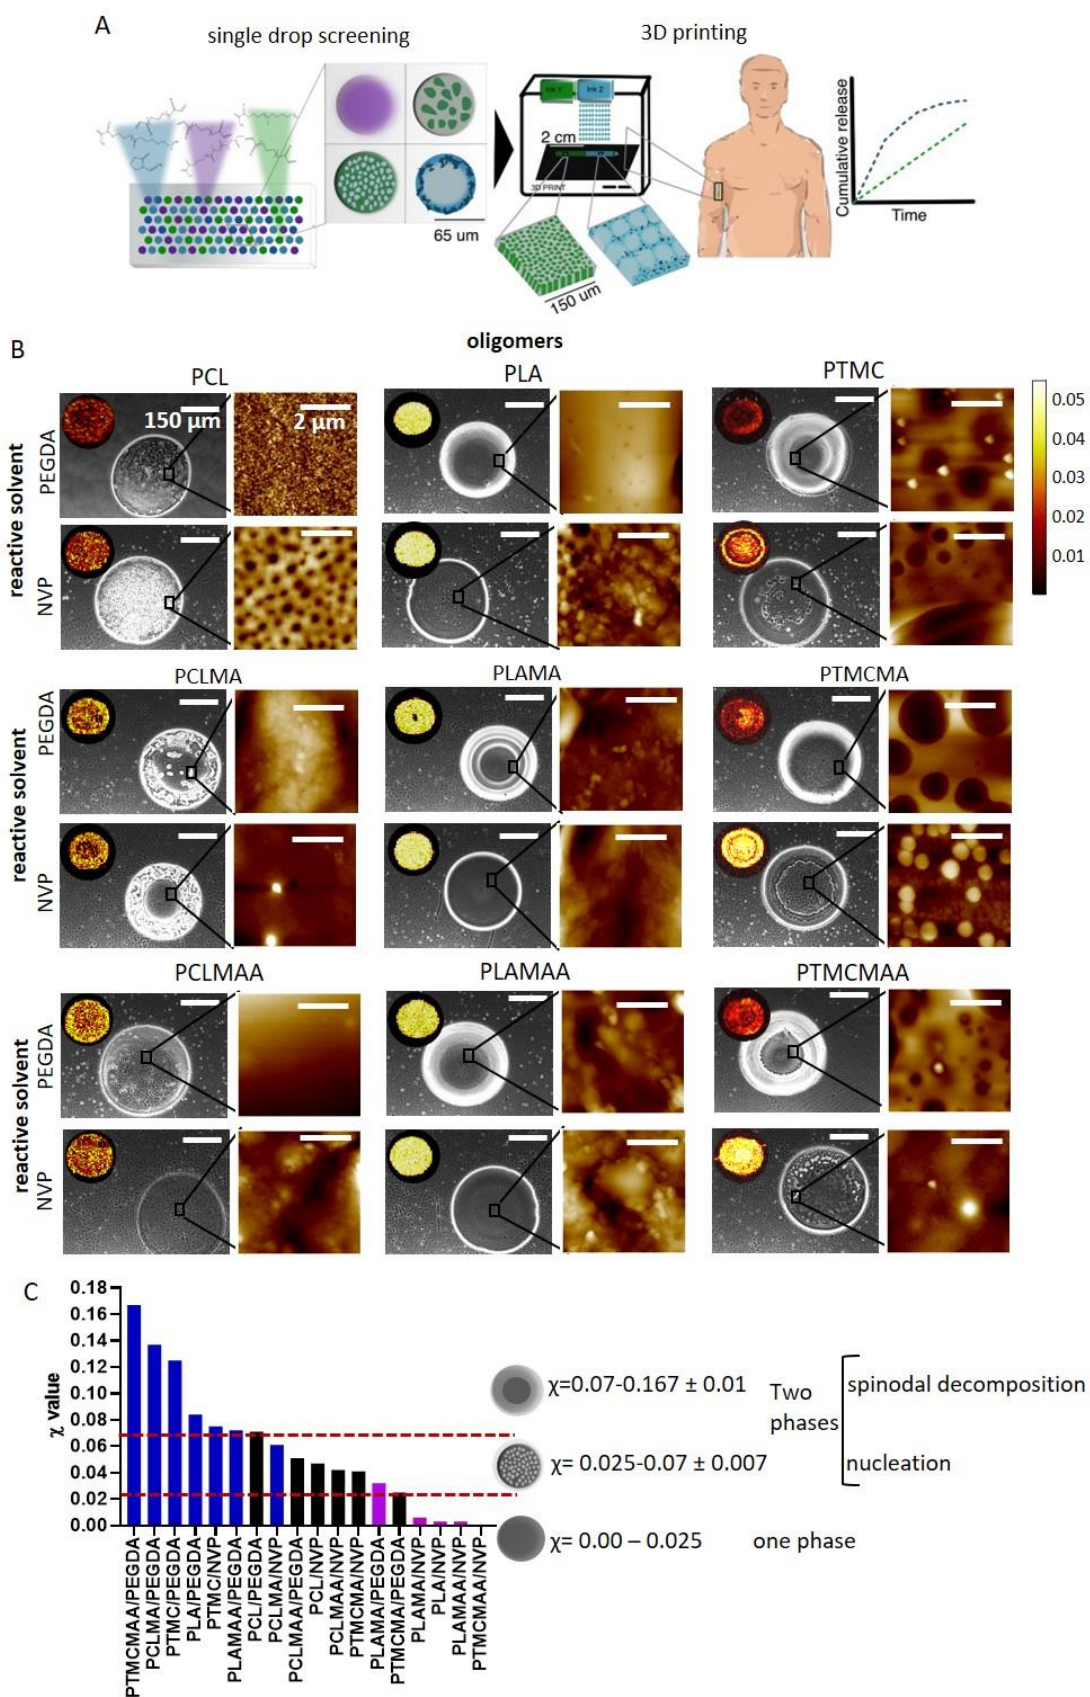 A
single drop screening
3D printing
Ink 1
Ink 2
2 cm
3D PRINT
65 um
150 um
Cumulative release
Time
B
oligomers
PCL
PLA
PTMC
reactive solvent
PEGDA
NVP
150 µm
2 µm
0.05
0.04
0.03
0.02
0.01
PCLMA
PLAMA
PTMCMA
reactive solvent
PEGDA
NVP
PCLMAA
PLAMAA
PTMCMAA
reactive solvent
PEGDA
NVP
C
χ value
0.18
0.16
0.14
0.12
0.10
0.08
0.06
0.04
0.02
0.00
PTMCMAA/PEGDA
PCLMA/PEGDA
PTMC/PEGDA
PLA/PEGDA
PTMC/NVP
PLAMAA/PEGDA
PCL/PEGDA
PCLMA/NVP
PCLMAA/PEGDA
PCL/NVP
PCLMAA/NVP
PTMCMA/NVP
PLAMA/PEGDA
PTMCMA/PEGDA
PLAMA/NVP
PLA/NVP
PLAMAA/NVP
PTMCMAA/NVP
χ=0.07-0.167 ± 0.01
Two
phases
spinodal decomposition
χ= 0.025-0.07 ± 0.007
nucleation
χ= 0.00 – 0.025
one phase